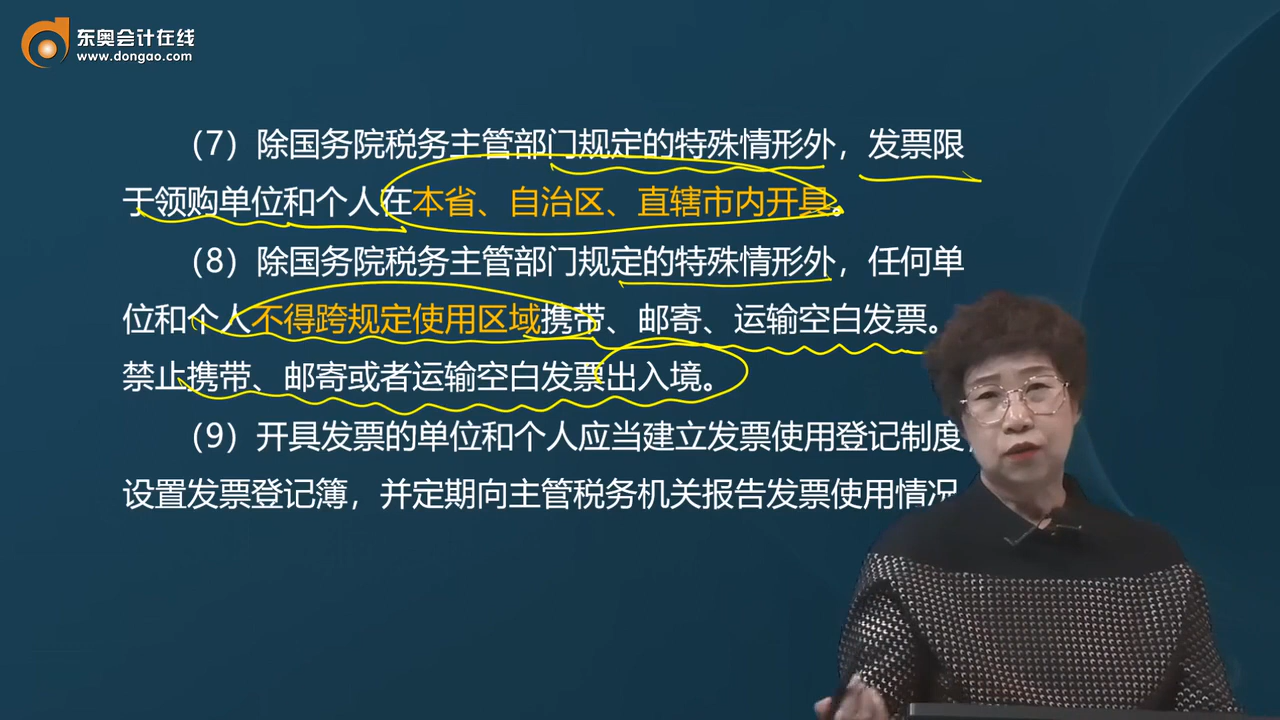 东奥会计在线
www.dongao.com
（7）除国务院税务主管部门规定的特殊情形外，发票限
于领购单位和个人在本省、自治区、直辖市内开具。
（8）除国务院税务主管部门规定的特殊情形外，任何单
位和个人不得跨规定使用区域携带、邮寄、运输空白发票。
禁止携带、邮寄或者运输空白发票出入境。
（9）开具发票的单位和个人应当建立发票使用登记制度，
设置发票登记簿，并定期向主管税务机关报告发票使用情况